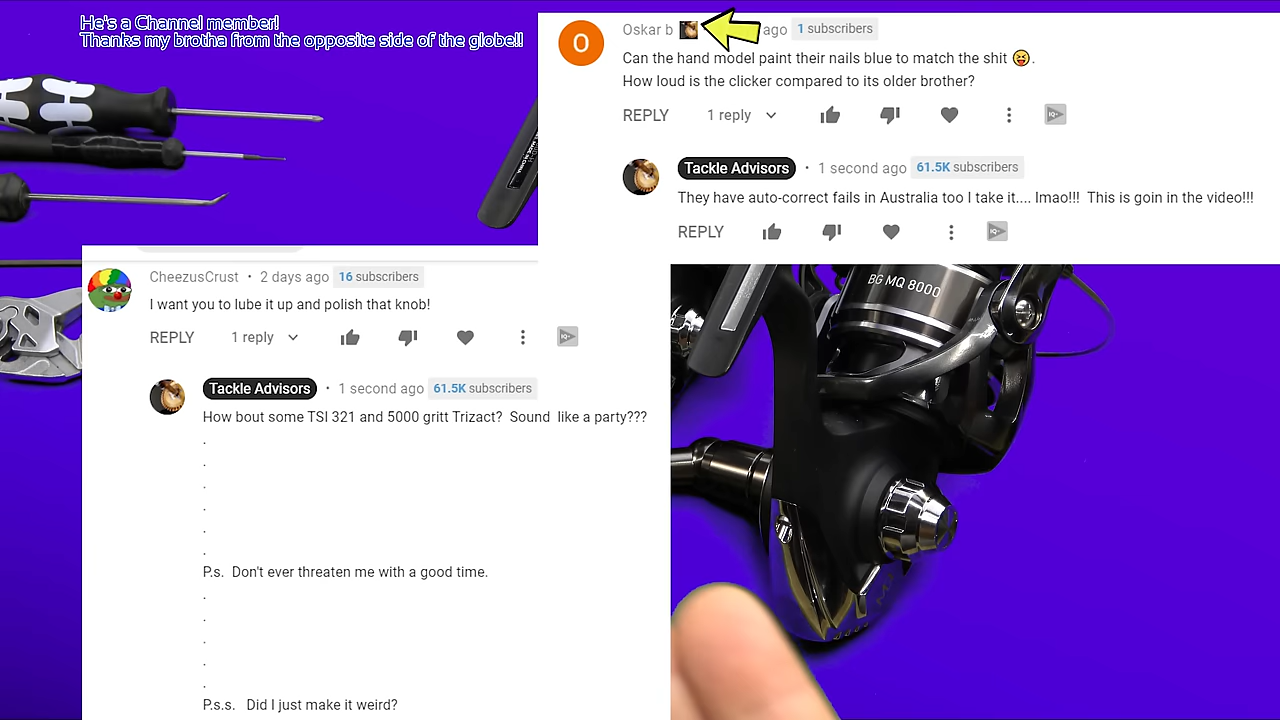 He's a Channel member!
Thanks my brotha from the opposite side of the globe!!
O
Oskar b ago 1 subscribers
Can the hand model paint their nails blue to match the shit 😝.
How loud is the clicker compared to its older brother?
REPLY 1 reply
Tackle Advisors · 1 second ago 61.5K subscribers
They have auto-correct fails in Australia too I take it.... lmao!!! This is goin in the video!!!
REPLY
CheezusCrust · 2 days ago 16 subscribers
I want you to lube it up and polish that knob!
REPLY 1 reply
Tackle Advisors · 1 second ago 61.5K subscribers
How bout some TSI 321 and 5000 gritt Trizact? Sound like a party???
.
.
.
.
.
.
P.s. Don't ever threaten me with a good time.
.
.
.
.
.
P.s.s. Did I just make it weird?
BG MQ 8000